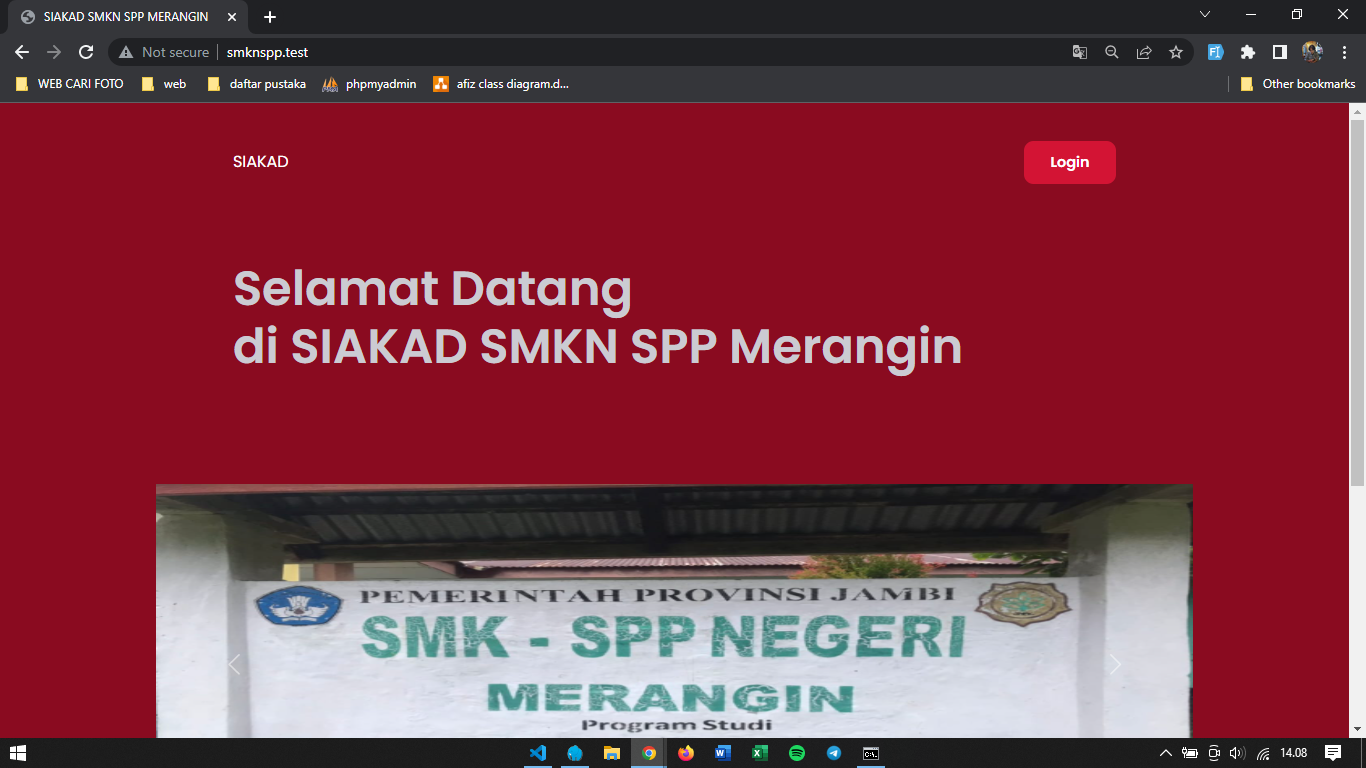 SIAKAD SMKN SPP MERANGIN
Not secure
smknspp.test
WEB CARI FOTO
web
daftar pustaka
phpmyadmin
afiz class diagram.d...
Other bookmarks
SIAKAD
Login
Selamat Datang
di SIAKAD SMKN SPP Merangin
PEMERINTAH PROVINSI JAMBI
SMK - SPP NEGERI
MERANGIN
Program Studi
14.08